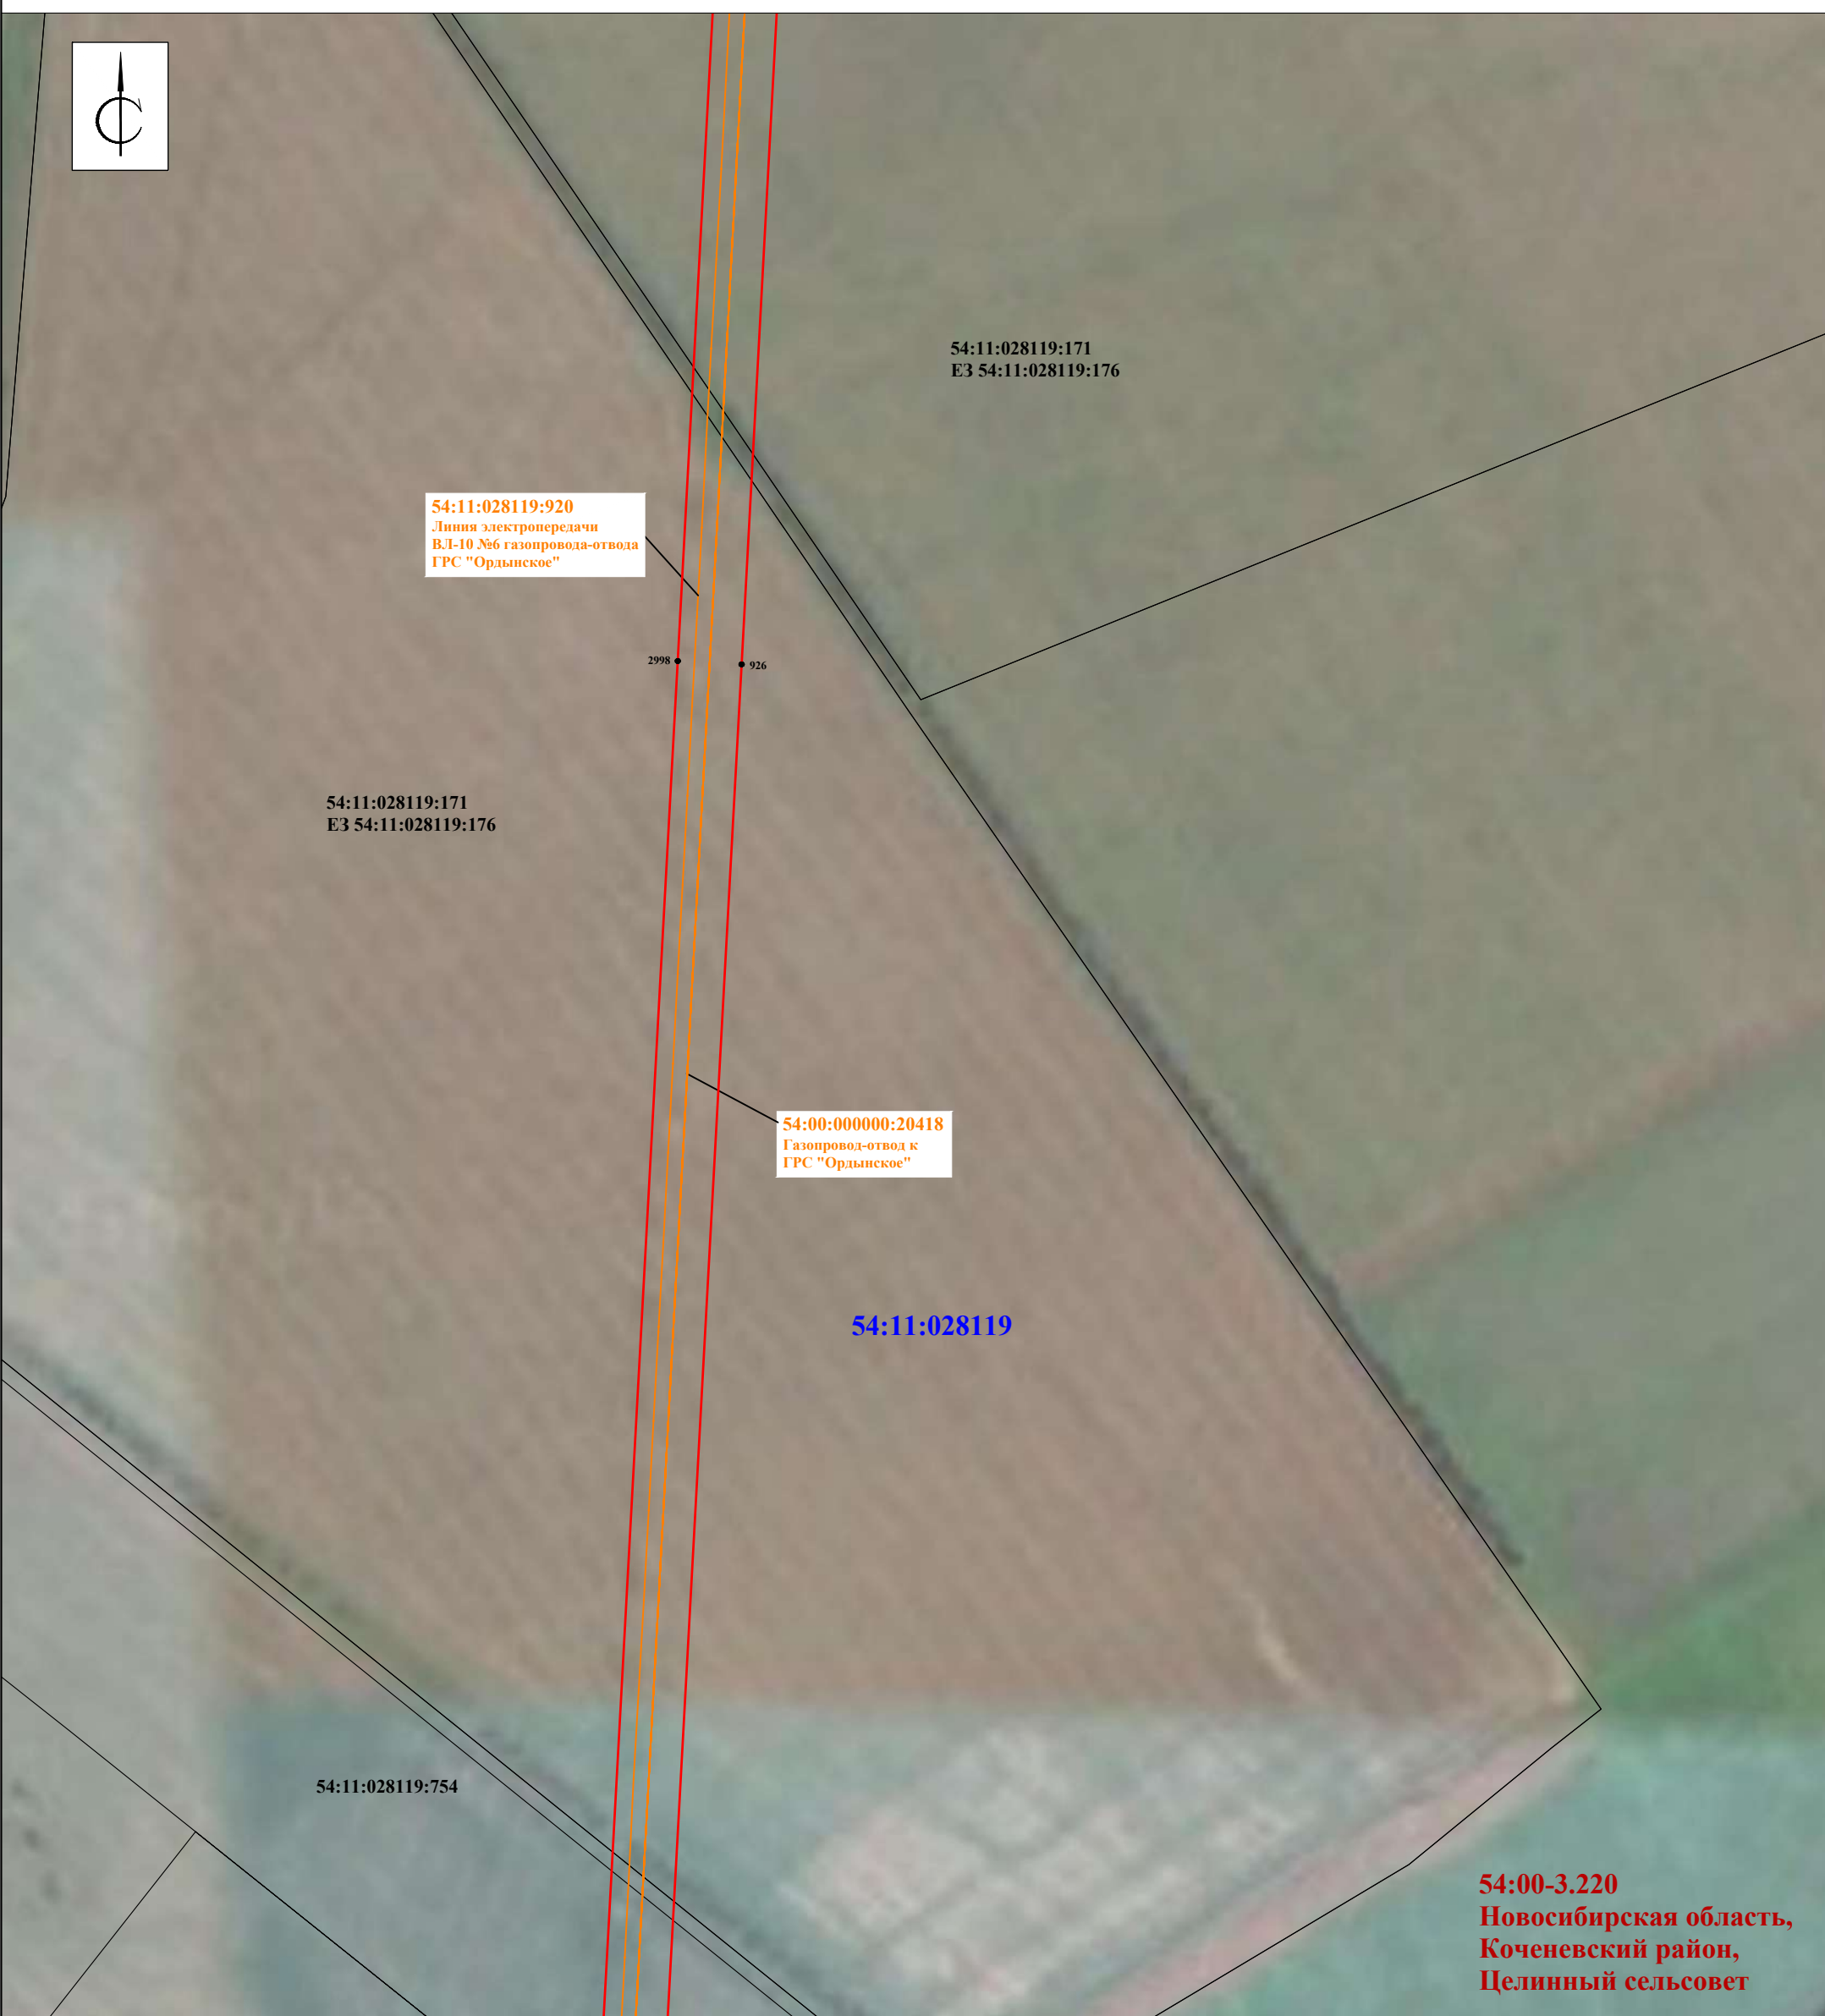 С
54:11:028119:171
ЕЗ 54:11:028119:176
54:11:028119:920
Линия электропередачи
ВЛ-10 №6 газопровода-отвода
ГРС "Ордынское"
2998
926
54:11:028119:171
ЕЗ 54:11:028119:176
54:00:000000:20418
Газопровод-отвод к
ГРС "Ордынское"
54:11:028119
54:11:028119:754
54:00-3.220
Новосибирская область,
Коченевский район,
Целинный сельсовет